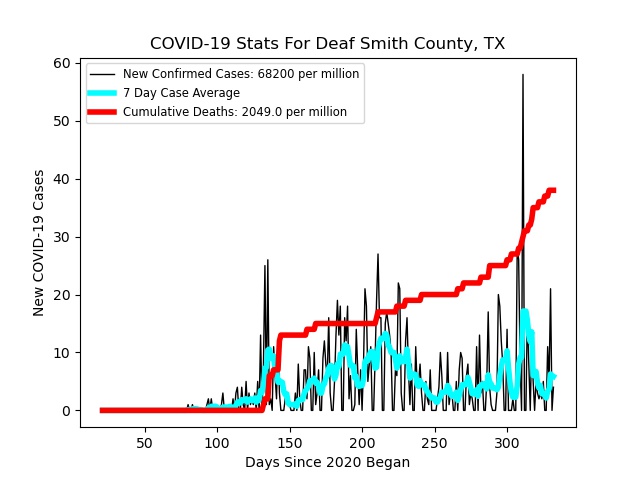 COVID-19 Stats For Deaf Smith County, TX
New Confirmed Cases: 68200 per million
7 Day Case Average
Cumulative Deaths: 2049.0 per million
New COVID-19 Cases
60
50
40
30
20
10
0
50
100
150
200
250
300
Days Since 2020 Began